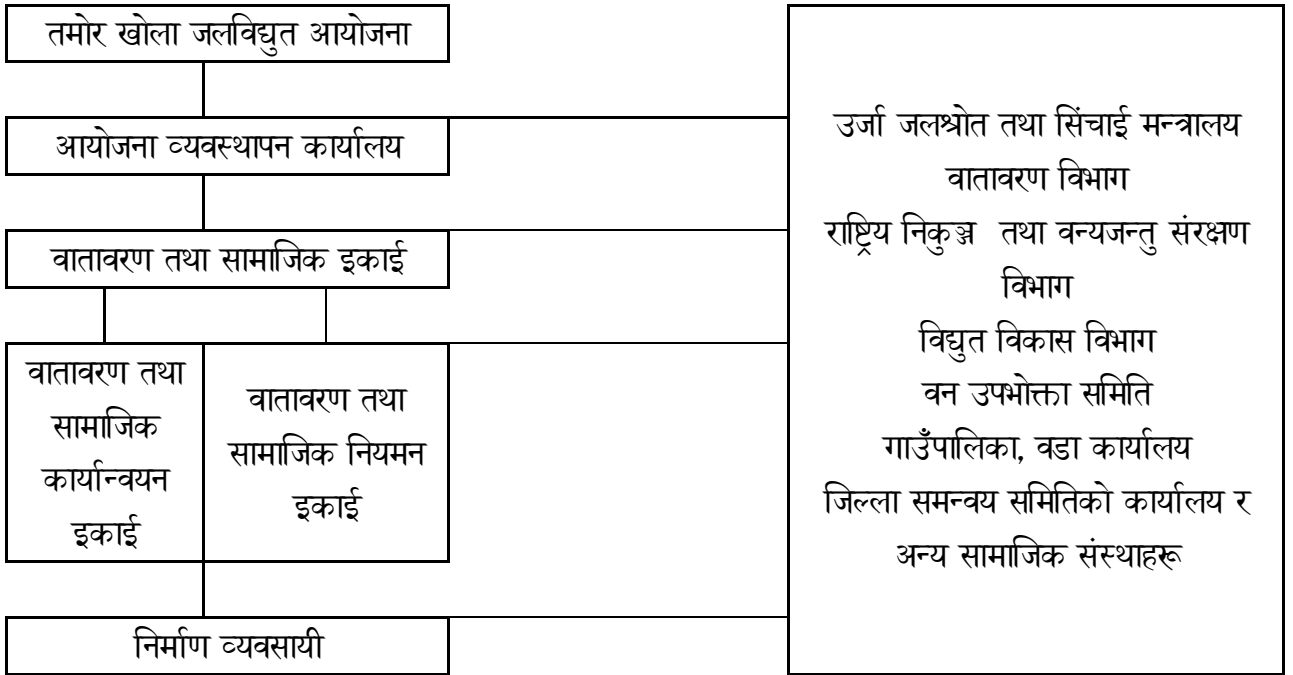 तमोर खोला जलविद्युत आयोजना
आयोजना व्यवस्थापन कार्यालय
वातावरण तथा सामाजिक इकाई
वातावरण तथा
सामाजिक
कार्यान्वयन
इकाई
वातावरण तथा
सामाजिक नियमन
इकाई
निर्माण व्यवसायी
उर्जा जलश्रोत तथा सिंचाई मन्त्रालय
वातावरण विभाग
राष्ट्रिय निकुञ्ज तथा वन्यजन्तु संरक्षण
विभाग
विद्युत विकास विभाग
वन उपभोक्ता समिति
गाउँपालिका, वडा कार्यालय
जिल्ला समन्वय समितिको कार्यालय र
अन्य सामाजिक संस्थाहरू